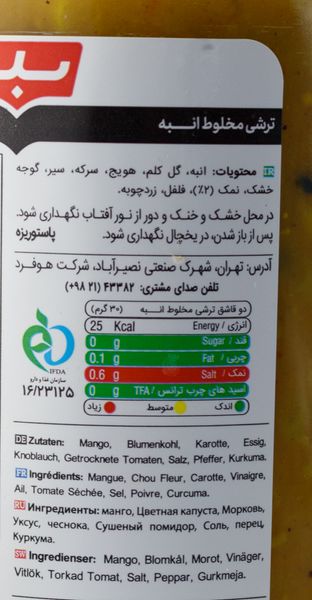 ترشی مخلوط انبه
IR محتویات: انبه، گل کلم، هویج، سرکه، سیر، گوجه
خشک، نمک (۲٪)، فلفل، زردچوبه.
در محل خشک و خنک و دور از نور آفتاب نگهداری شود.
پس از باز شدن، در یخچال نگهداری شود. پاستوریزه
آدرس: تهران، شهرک صنعتی نصیرآباد، شرکت هوفرد
تلفن صدای مشتری: ۴۳۳۸۲ (۲۱ ۹۸+)
دو قاشق ترشی مخلوط انبه (۳۰ گرم)
25 Kcal انرژی / Energy
0 g قند / Sugar
0.1 g چربی / Fat
0.6 g نمک / Salt
0 g اسید های چرب ترانس / TFA
اندک متوسط زیاد
IFDA
سازمان غذا و دارو
۱۶/۲۳۱۲۵
DE Zutaten: Mango, Blumenkohl, Karotte, Essig,
Knoblauch, Getrocknete Tomaten, Salz, Pfeffer, Kurkuma.
FR Ingrédients: Mangue, Chou Fleur, Carotte, Vinaigre,
Ail, Tomate Séchée, Sel, Poivre, Curcuma.
RU Ингредиенты: манго, Цветная капуста, Морковь,
Уксус, чеснока, Сушеный помидор, Соль, перец,
Куркума.
SW Ingredienser: Mango, Blomkål, Morot, Vinäger,
Vitlök, Torkad Tomat, Salt, Peppar, Gurkmeja.